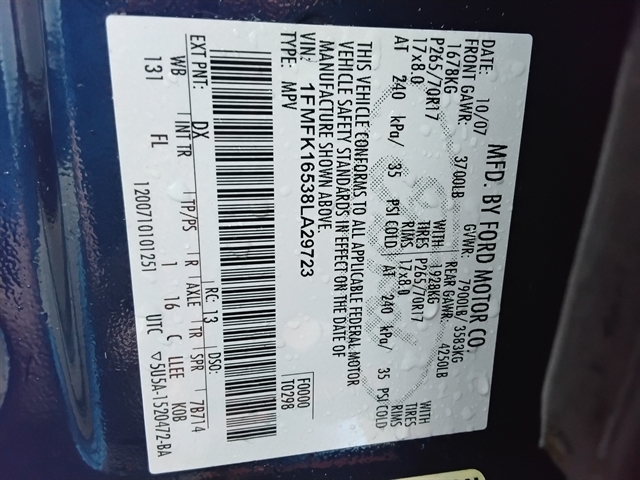 MFD. BY FORD MOTOR CO.
DATE: 10/07 GVWR: 7900LB/ 3583KG
FRONT GAWR: 3700LB REAR GAWR: 4250LB
1678KG WITH 1928KG WITH
P265/70R17 TIRES P265/70R17 TIRES
17x8.0 RIMS 17x8.0 RIMS
AT 240 kPa/ 35 PSI COLD AT 240 kPa/ 35 PSI COLD
THIS VEHICLE CONFORMS TO ALL APPLICABLE FEDERAL MOTOR
VEHICLE SAFETY STANDARDS IN EFFECT ON THE DATE OF
MANUFACTURE SHOWN ABOVE.
VIN: 1FMFK16538LA29723
TYPE: MPV
F0000
T0298
EXT PNT: DX RC: 13 DSO:
WB INT TR TP/PS R AXLE TR SPR 7B714
131 FL 1 16 C LLEE KOB
1200710101251 UTC ▽5U5A-1520472-BA